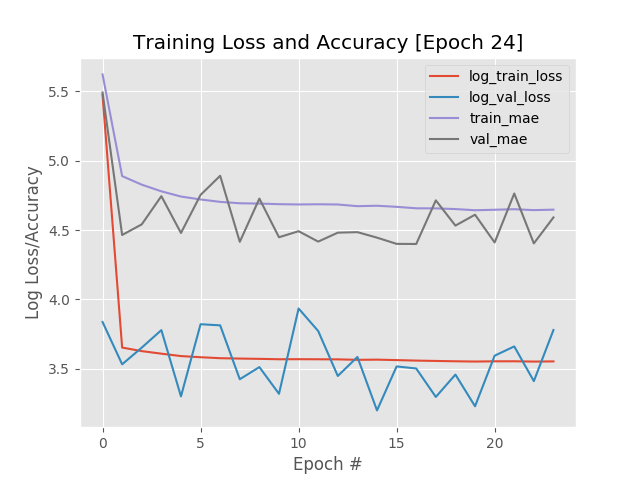 Training Loss and Accuracy [Epoch 24]
log_train_loss
log_val_loss
train_mae
val_mae
Log Loss/Accuracy
5.5
5.0
4.5
4.0
3.5
0 5 10 15 20
Epoch #